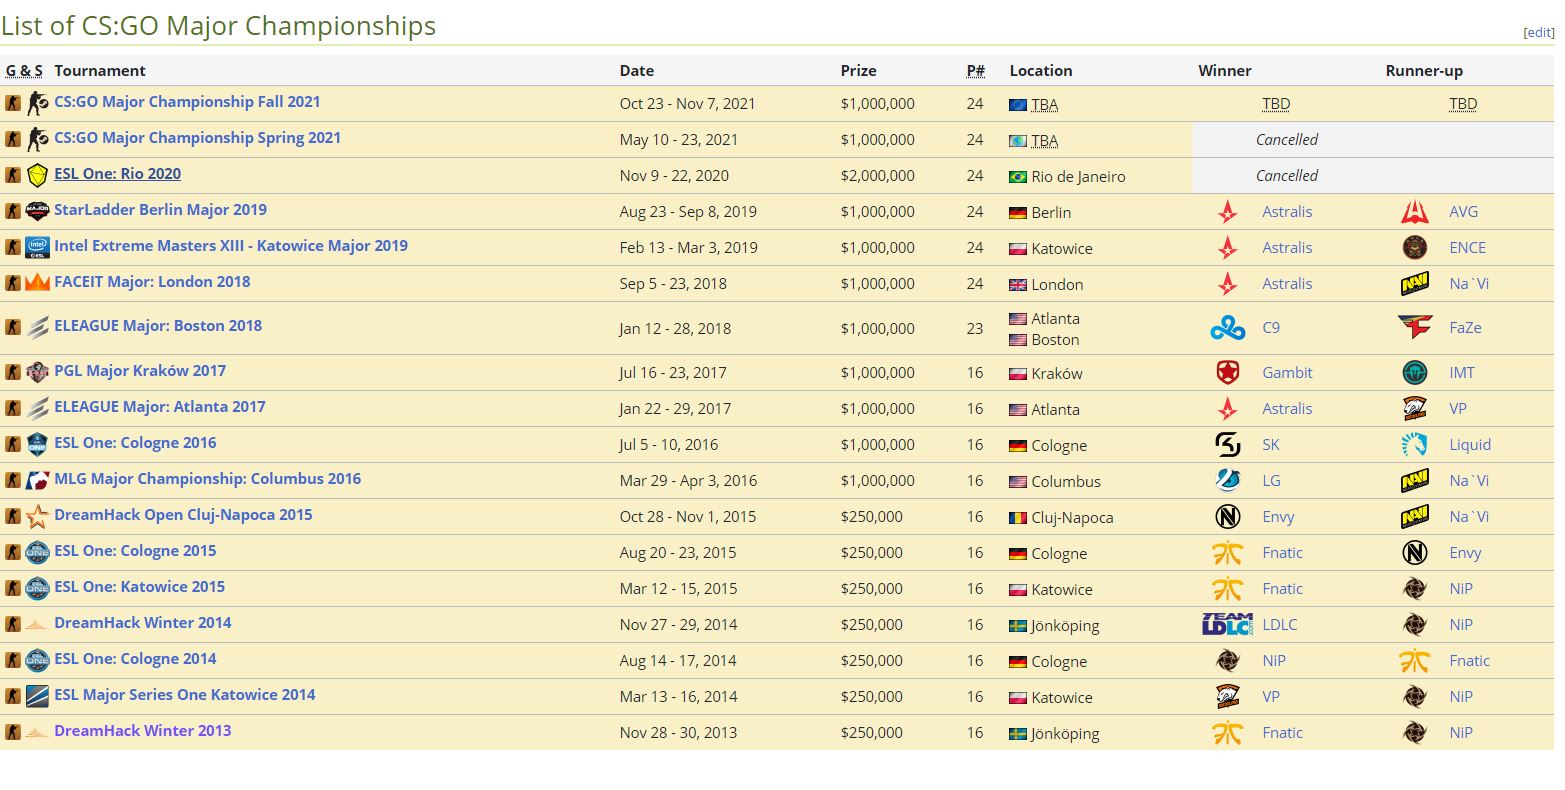 List of CS:GO Major Championships [edit]
G & S Tournament Date Prize P# Location Winner Runner-up
CS:GO Major Championship Fall 2021 Oct 23 - Nov 7, 2021 $1,000,000 24 TBA TBD TBD
CS:GO Major Championship Spring 2021 May 10 - 23, 2021 $1,000,000 24 TBA Cancelled
ESL One: Rio 2020 Nov 9 - 22, 2020 $2,000,000 24 Rio de Janeiro Cancelled
StarLadder Berlin Major 2019 Aug 23 - Sep 8, 2019 $1,000,000 24 Berlin Astralis AVG
Intel Extreme Masters XIII - Katowice Major 2019 Feb 13 - Mar 3, 2019 $1,000,000 24 Katowice Astralis ENCE
FACEIT Major: London 2018 Sep 5 - 23, 2018 $1,000,000 24 London Astralis Na`Vi
ELEAGUE Major: Boston 2018 Jan 12 - 28, 2018 $1,000,000 23 Atlanta Boston C9 FaZe
PGL Major Kraków 2017 Jul 16 - 23, 2017 $1,000,000 16 Kraków Gambit IMT
ELEAGUE Major: Atlanta 2017 Jan 22 - 29, 2017 $1,000,000 16 Atlanta Astralis VP
ESL One: Cologne 2016 Jul 5 - 10, 2016 $1,000,000 16 Cologne SK Liquid
MLG Major Championship: Columbus 2016 Mar 29 - Apr 3, 2016 $1,000,000 16 Columbus LG Na`Vi
DreamHack Open Cluj-Napoca 2015 Oct 28 - Nov 1, 2015 $250,000 16 Cluj-Napoca Envy Na`Vi
ESL One: Cologne 2015 Aug 20 - 23, 2015 $250,000 16 Cologne Fnatic Envy
ESL One: Katowice 2015 Mar 12 - 15, 2015 $250,000 16 Katowice Fnatic NiP
DreamHack Winter 2014 Nov 27 - 29, 2014 $250,000 16 Jönköping TEAM LDLC.com LDLC NiP
ESL One: Cologne 2014 Aug 14 - 17, 2014 $250,000 16 Cologne NiP Fnatic
ESL Major Series One Katowice 2014 Mar 13 - 16, 2014 $250,000 16 Katowice VP NiP
DreamHack Winter 2013 Nov 28 - 30, 2013 $250,000 16 Jönköping Fnatic NiP